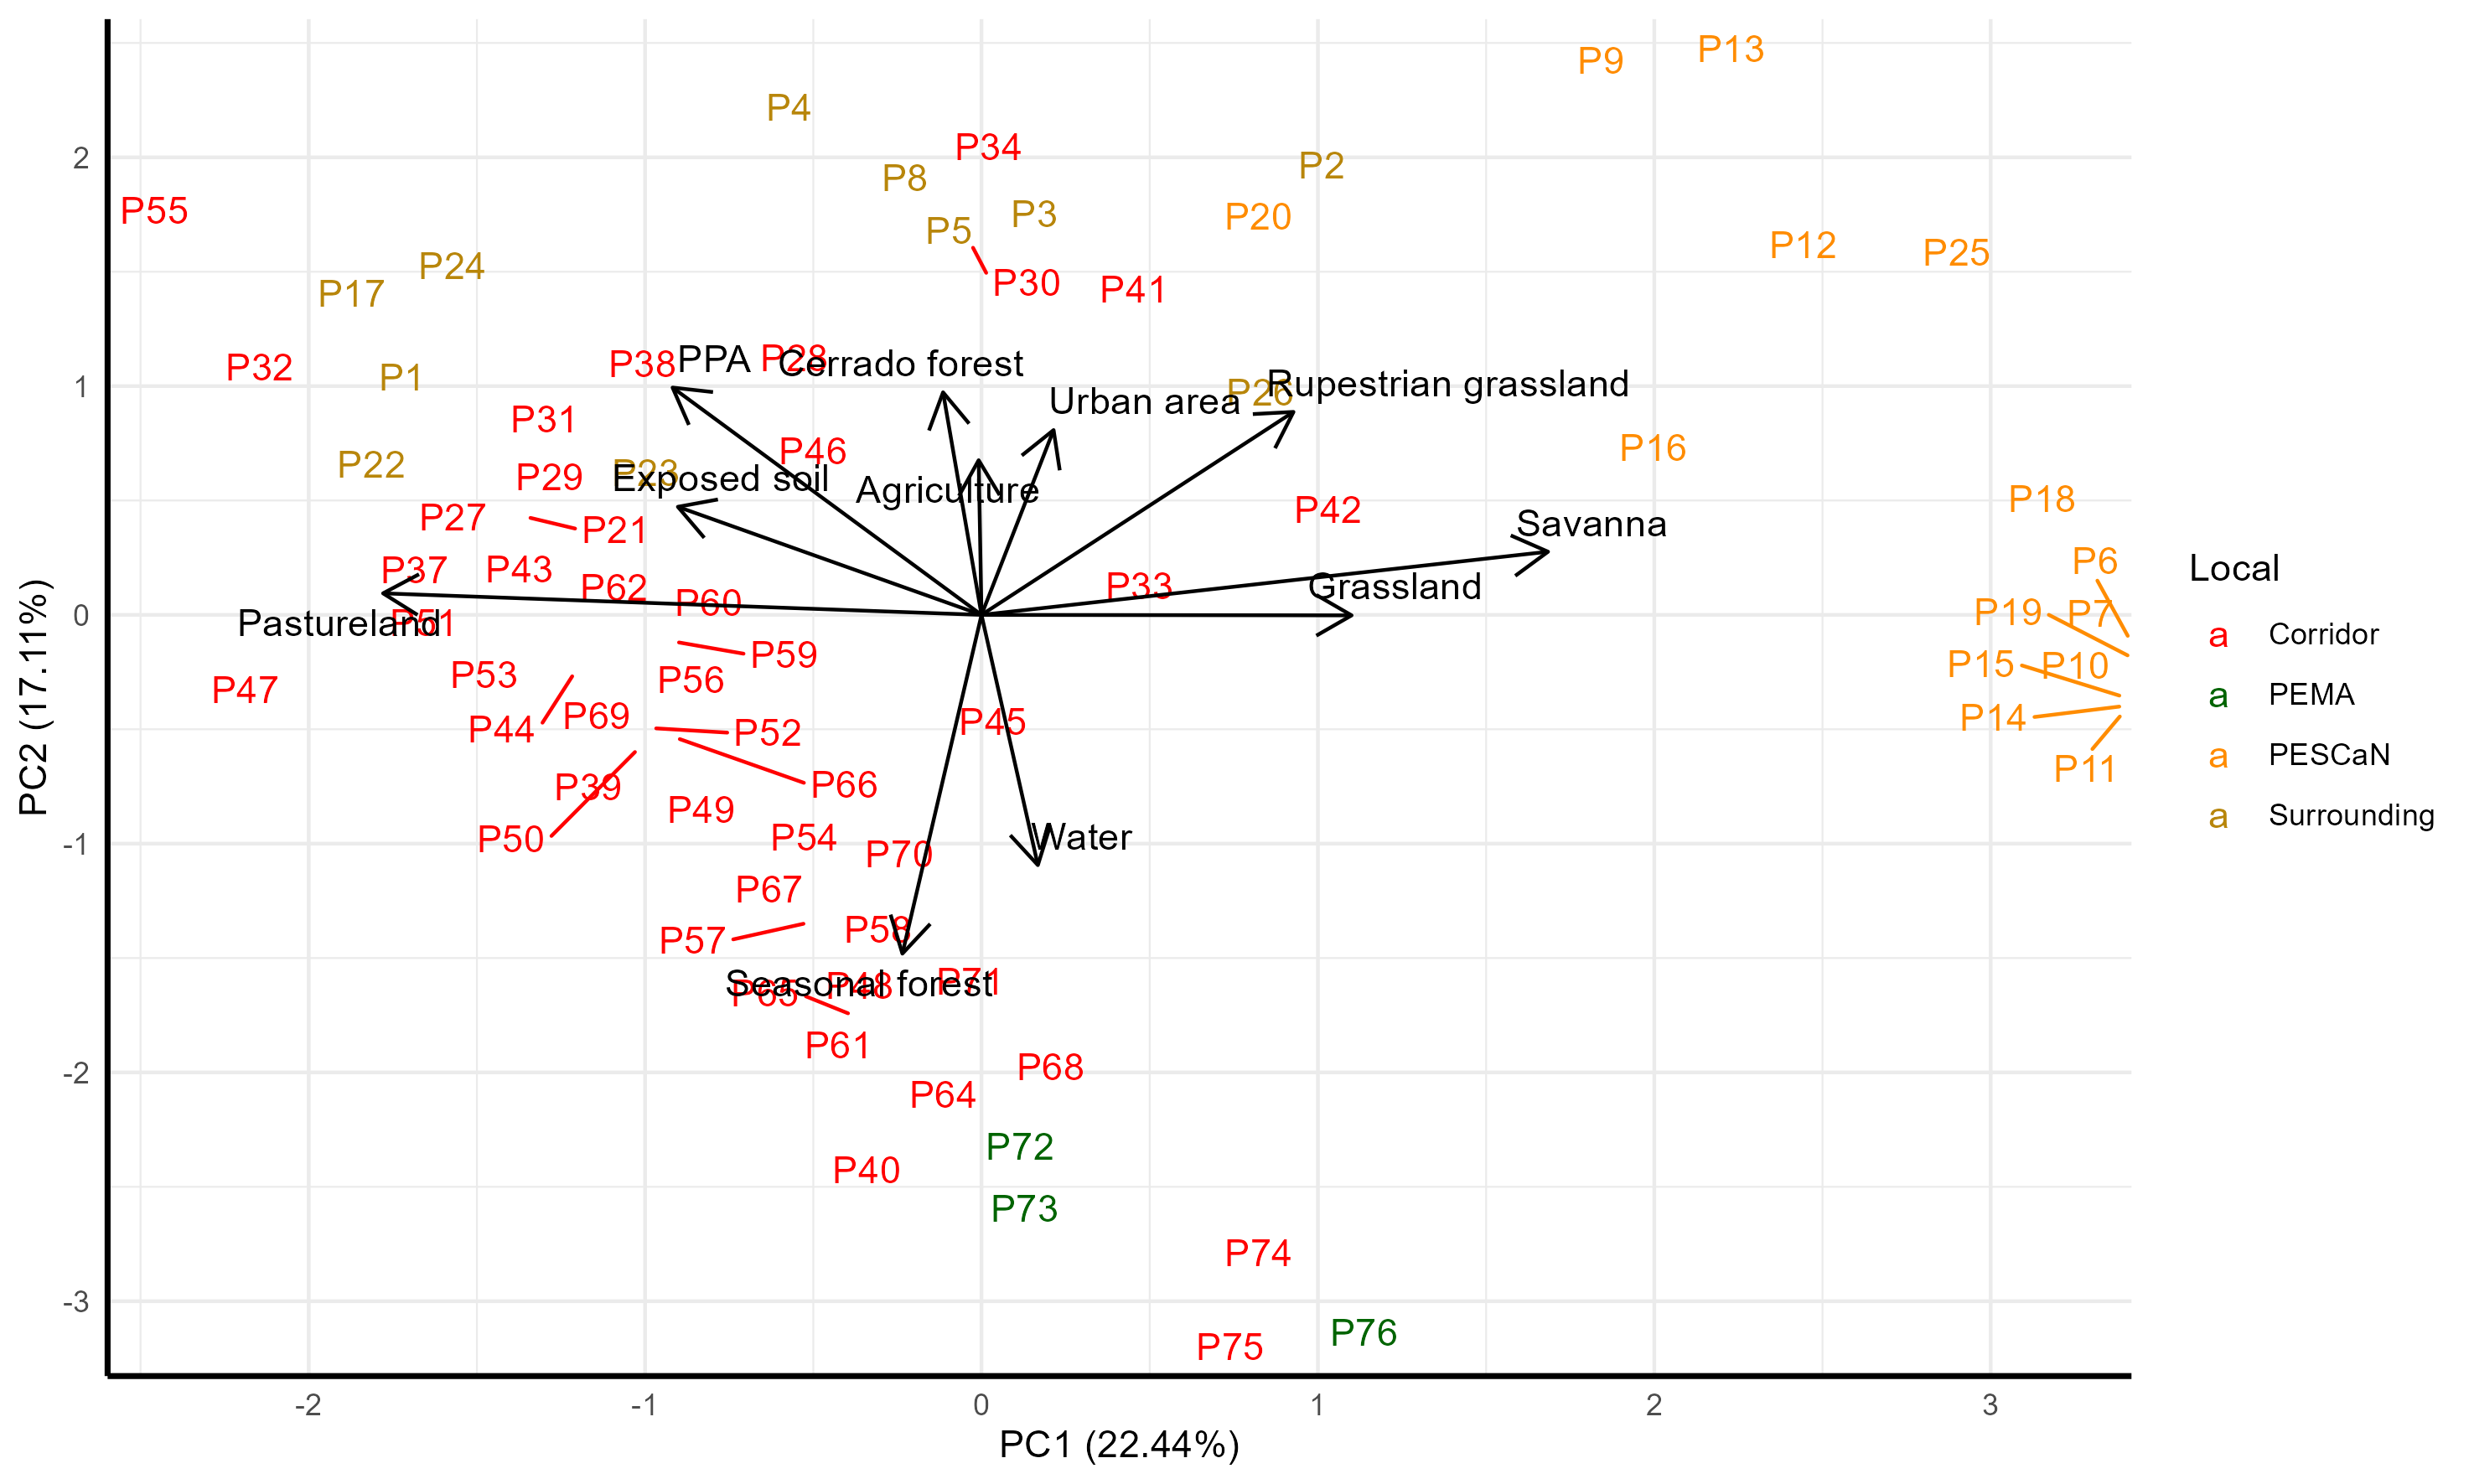 P9
P13
P4
P34
P8
P2
P55
P3
P20
P5
P12
P25
P24
P17
P30
P41
P32
P38
PPA
P28
Cerrado forest
P1
P26
Rupestrian grassland
P31
Urban area
P46
P16
P22
P29
P23
Exposed soil
Agriculture
P18
P27
P21
P42
Savanna
P37
P43
P62
P60
P33
Grassland
P6
P19
P7
P51
Pastureland
P59
P15
P10
P53
P56
P47
P44
P69
P52
P45
P14
P11
P39
P66
P50
P49
P54
Water
P70
P67
P57
P58
P65
P48
P71
Seasonal forest
P61
P68
P64
P72
P40
P73
P74
P75
P76
2
1
0
-1
-2
-3
-2
-1
0
1
2
3
PC1 (22.44%)
PC2 (17.11%)
Local
a Corridor
a PEMA
a PESCaN
a Surrounding